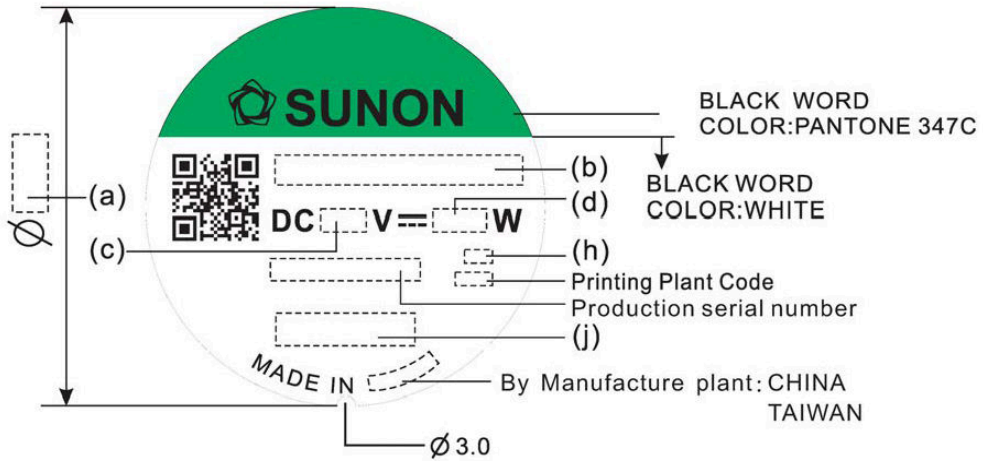 SUNON
BLACK WORD
COLOR:PANTONE 347C
BLACK WORD
COLOR:WHITE
(a)
Ø
(b)
(d)
DC V⎓ W
(c)
(h)
Printing Plant Code
Production serial number
(j)
MADE IN
By Manufacture plant: CHINA
TAIWAN
Ø 3.0